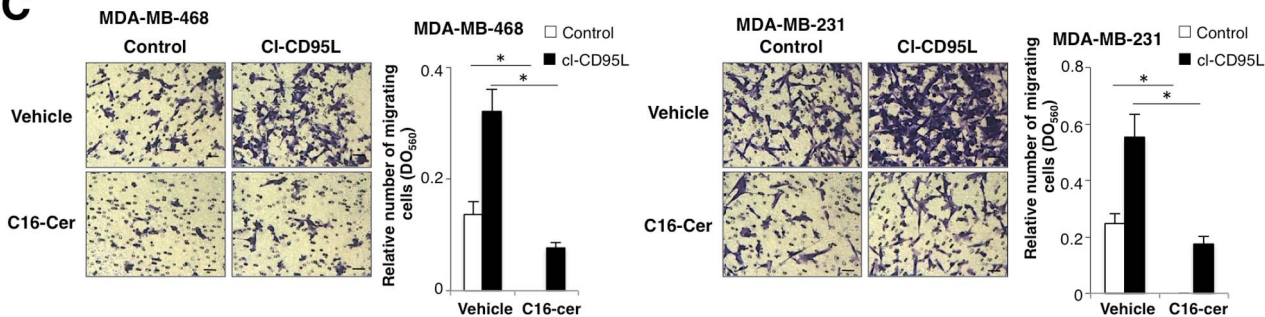 C
MDA-MB-468
Control Cl-CD95L
Vehicle
C16-Cer
MDA-MB-468
Control
cl-CD95L
Relative number of migrating
cells (DO560)
0.4
0.2
0
*
*
Vehicle C16-cer
MDA-MB-231
Control Cl-CD95L
Vehicle
C16-Cer
MDA-MB-231
Control
cl-CD95L
Relative number of migrating
cells (DO560)
0.8
0.6
0.4
0.2
0
*
*
Vehicle C16-cer